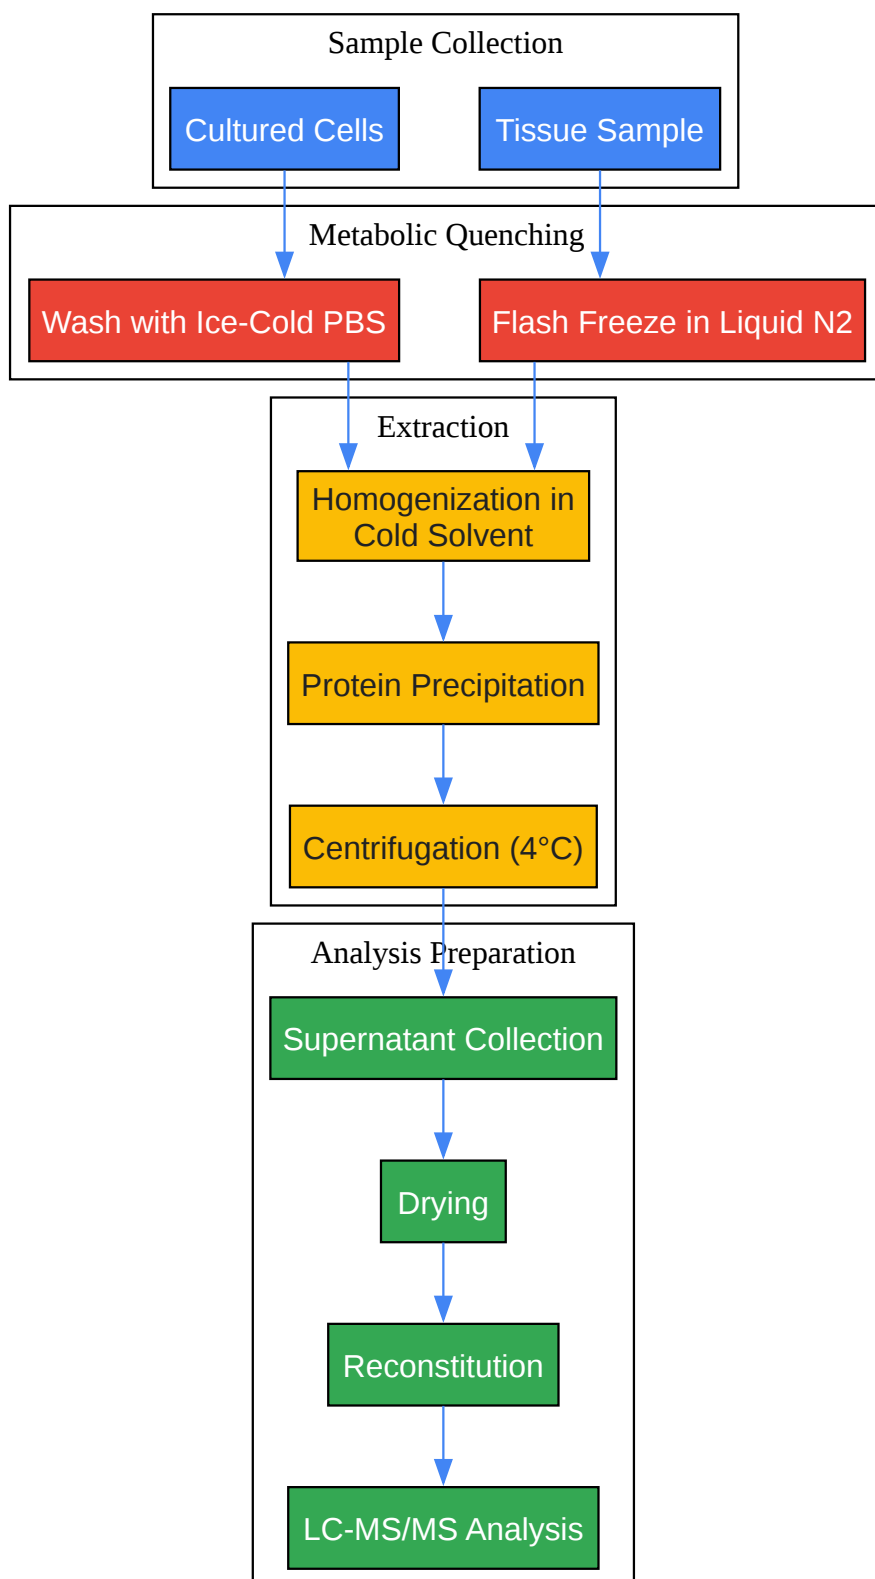 Sample Collection
Cultured Cells
Tissue Sample
Metabolic Quenching
Wash with Ice-Cold PBS
Flash Freeze in Liquid N2
Extraction
Homogenization in
Cold Solvent
Protein Precipitation
Centrifugation (4°C)
Analysis Preparation
Supernatant Collection
Drying
Reconstitution
LC-MS/MS Analysis